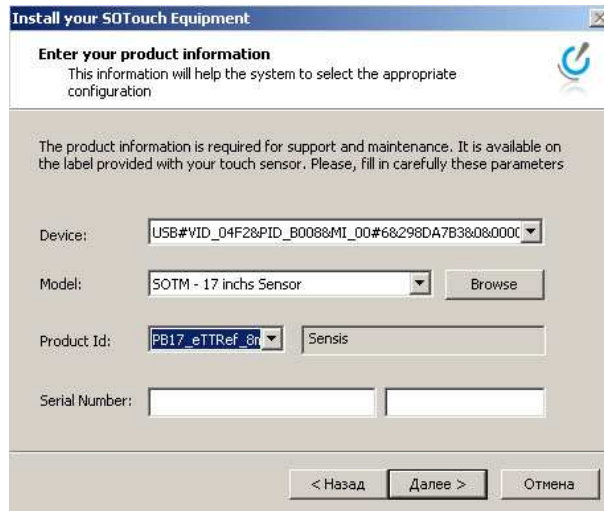 Install your SOTouch Equipment
Enter your product information
This information will help the system to select the appropriate
configuration
The product information is required for support and maintenance. It is available on
the label provided with your touch sensor. Please, fill in carefully these parameters
Device: USB#VID_04F2&PID_B008&MI_00#6&298DA7B3&0&0000
Model: SOTM - 17 inchs Sensor Browse
Product Id: PB17_eTTRef_8m Sensis
Serial Number:
< Назад Далее > Отмена